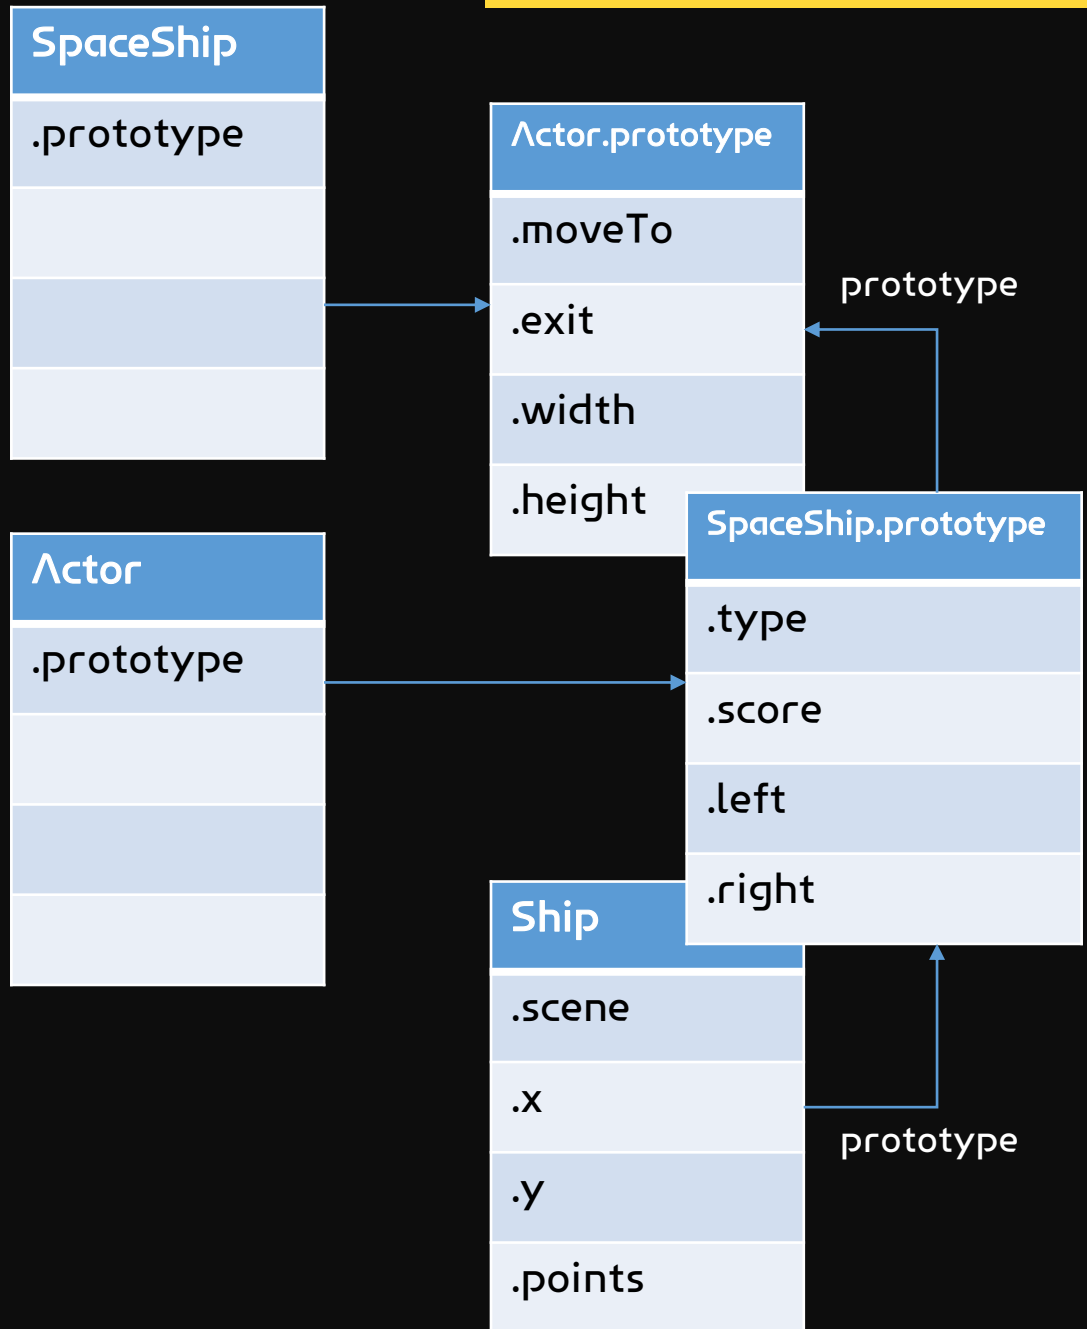 SpaceShip
.prototype
Actor.prototype
.moveTo
.exit
.width
.height
prototype
Actor
.prototype
SpaceShip.prototype
.type
.score
.left
.right
Ship
.scene
.x
.y
.points
prototype